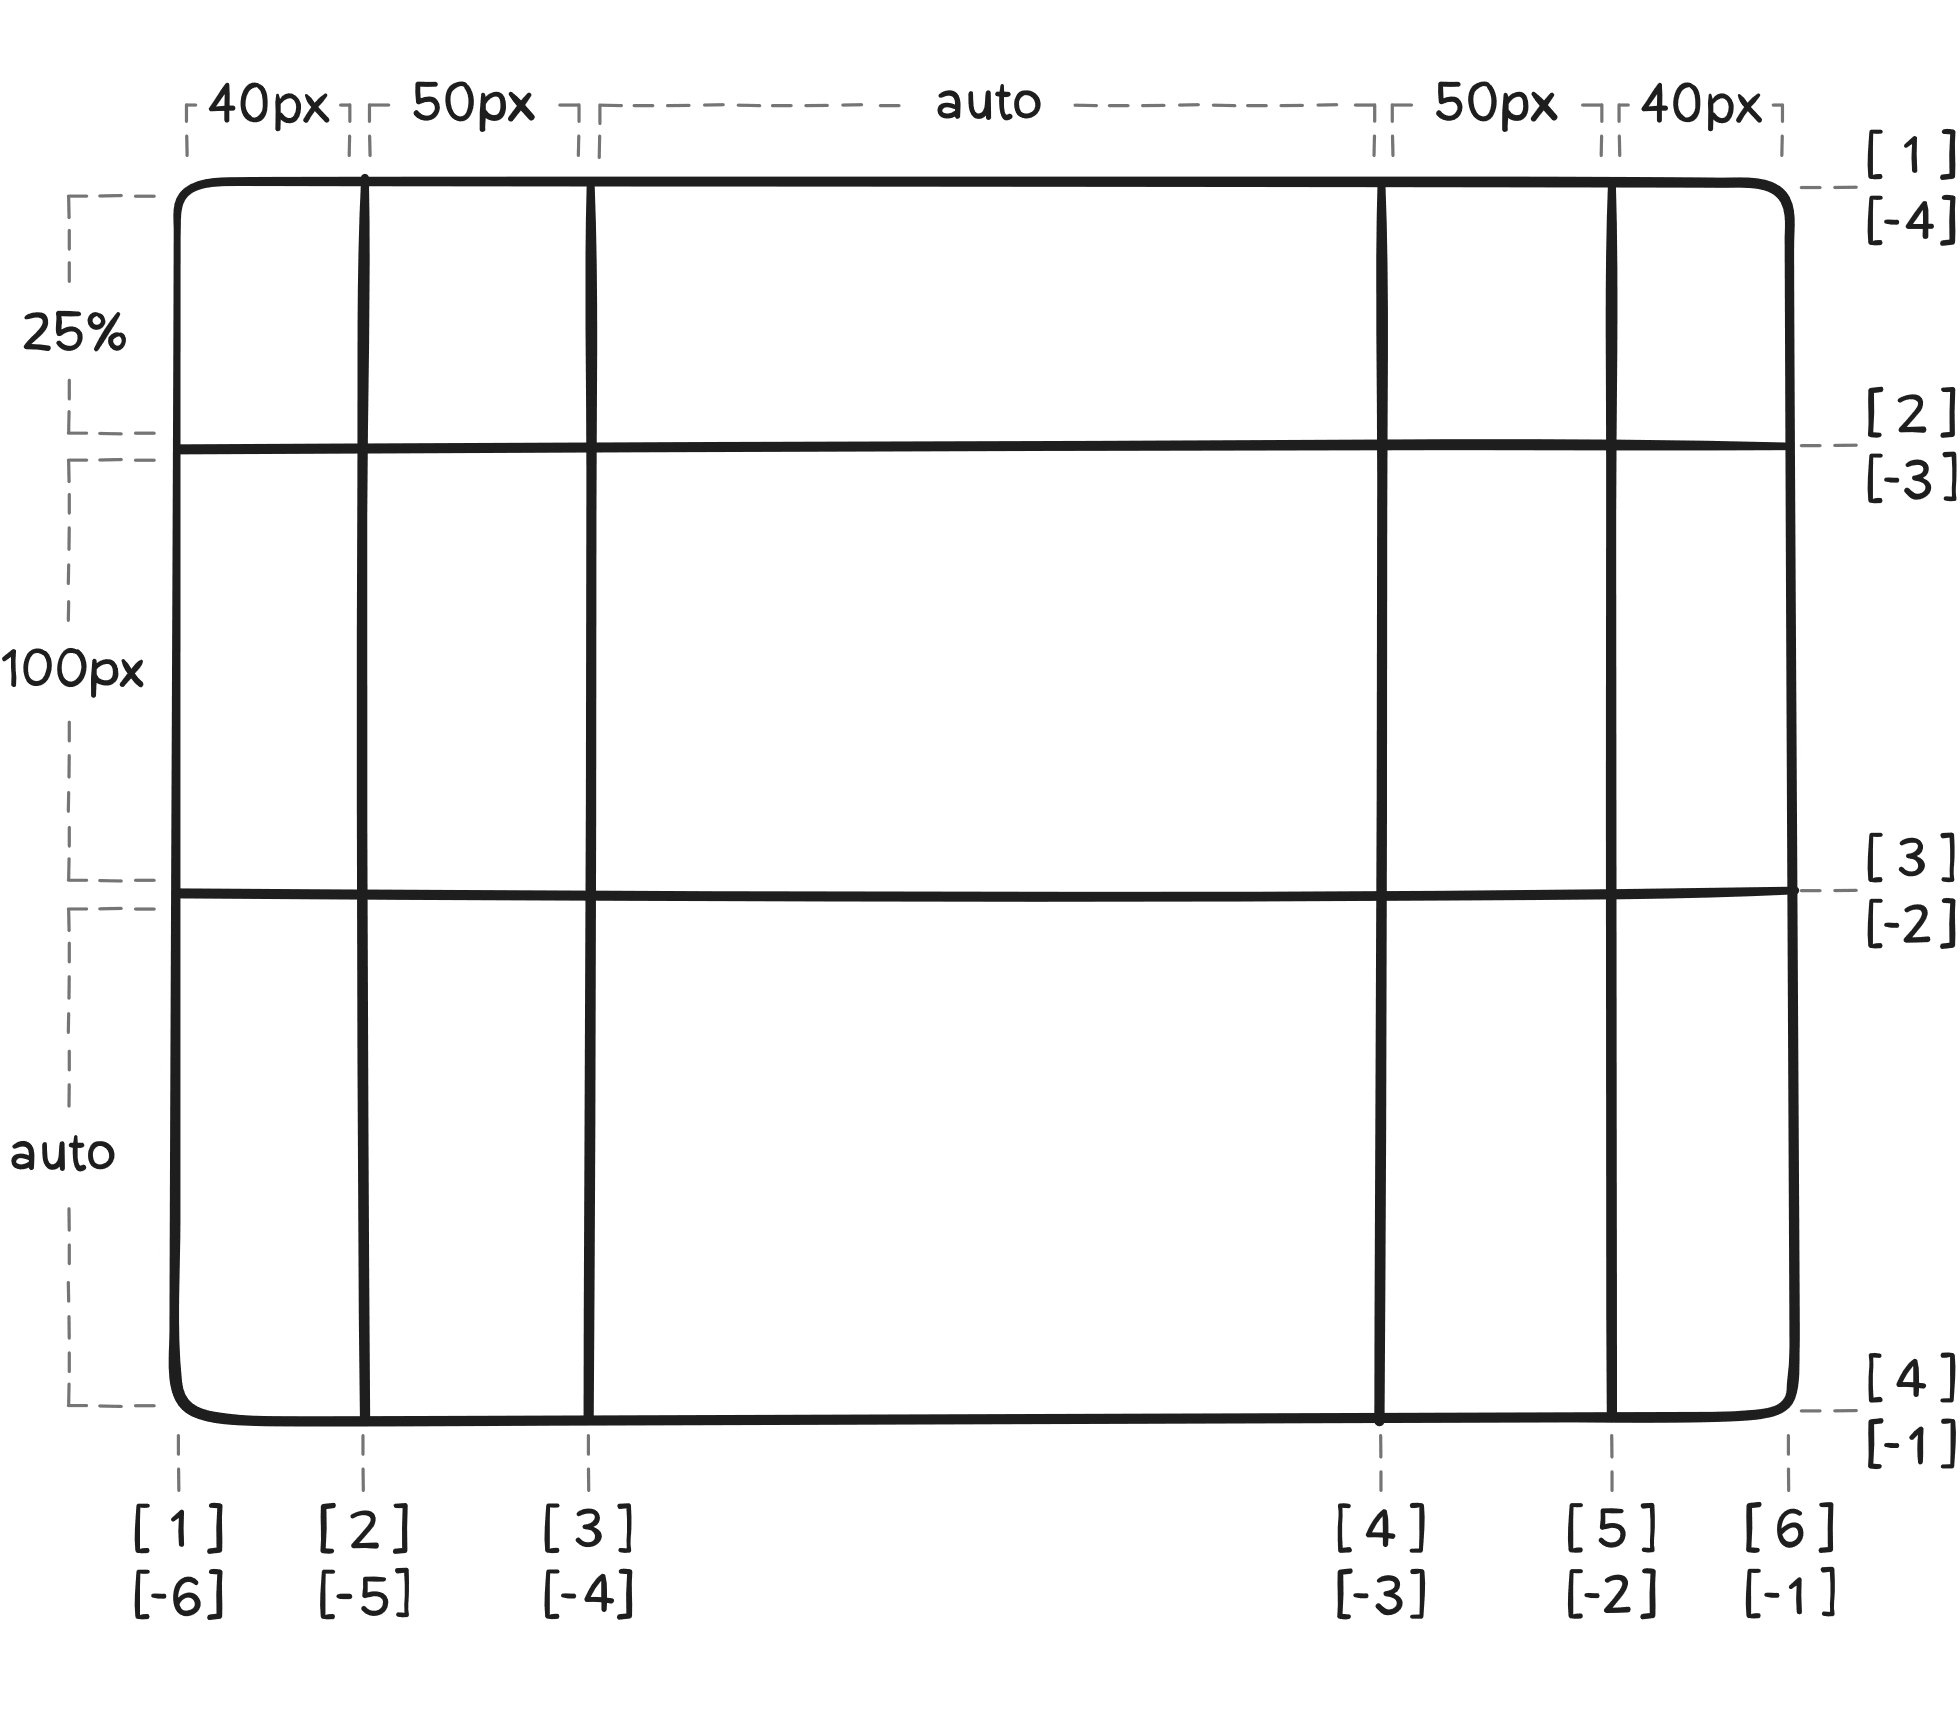 40px 50px auto 50px 40px
[ 1 ]
[-4]
25%
[ 2 ]
[-3]
100px
[ 3 ]
[-2]
auto
[ 4 ]
[-1]
[ 1 ] [ 2 ] [ 3 ] [ 4 ] [ 5 ] [ 6 ]
[-6] [-5] [-4] [-3] [-2] [-1]